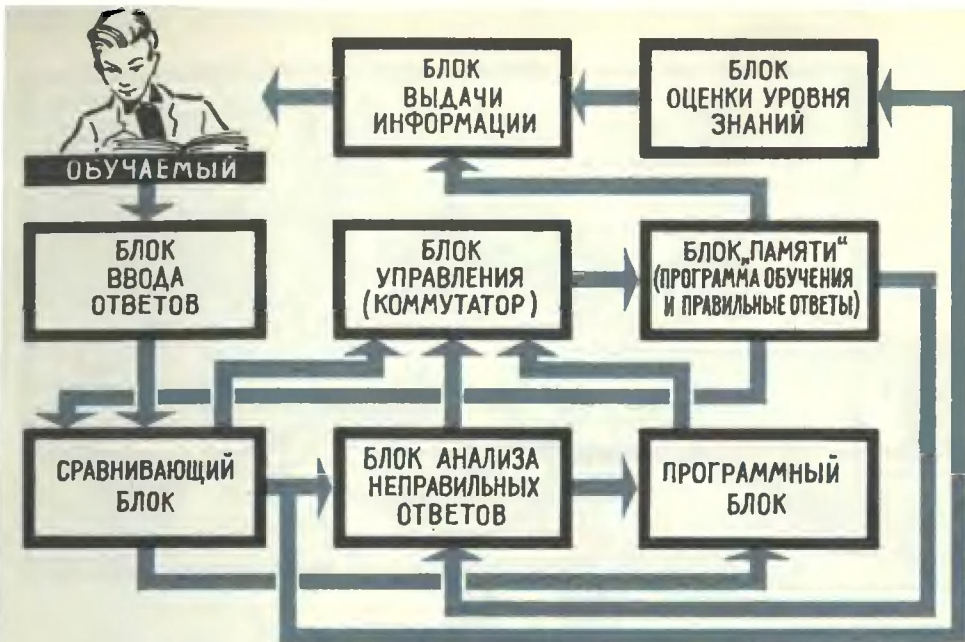 ОБУЧАЕМЫЙ
БЛОК
ВЫДАЧИ
ИНФОРМАЦИИ
БЛОК
ОЦЕНКИ УРОВНЯ
ЗНАНИЙ
БЛОК
ВВОДА
ОТВЕТОВ
БЛОК
УПРАВЛЕНИЯ
(КОММУТАТОР)
БЛОК „ПАМЯТИ“
(ПРОГРАММА ОБУЧЕНИЯ
И ПРАВИЛЬНЫЕ ОТВЕТЫ)
СРАВНИВАЮЩИЙ
БЛОК
БЛОК АНАЛИЗА
НЕПРАВИЛЬНЫХ
ОТВЕТОВ
ПРОГРАММНЫЙ
БЛОК